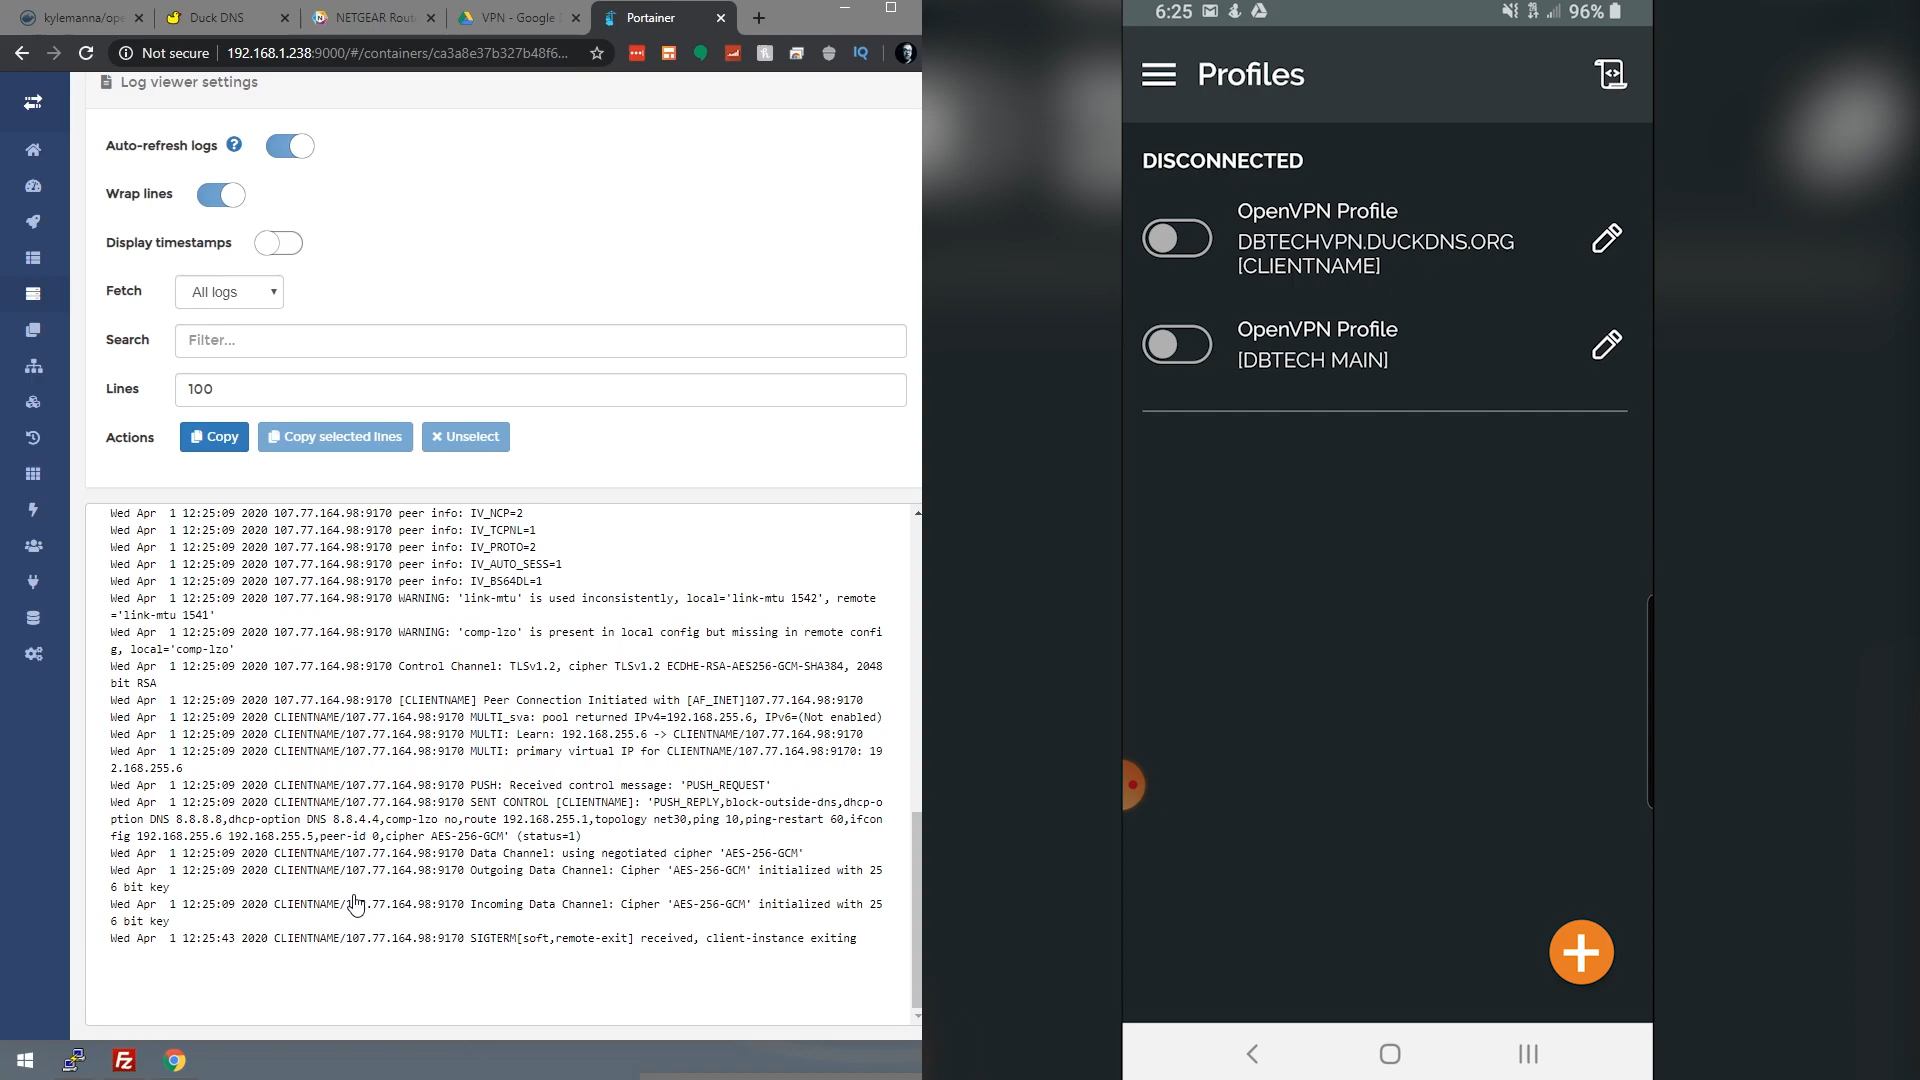 kylemanna/ope
Duck DNS
NETGEAR Rout
VPN - Google D
Portainer
Not secure
192.168.1.238:9000/#/containers/ca3a8e37b327b48f6...
IQ
Log viewer settings
Auto-refresh logs
Wrap lines
Display timestamps
Fetch
All logs
Search
Filter...
Lines
100
Actions
Copy
Copy selected lines
Unselect
Wed Apr  1 12:25:09 2020 107.77.164.98:9170 peer info: IV_NCP=2
Wed Apr  1 12:25:09 2020 107.77.164.98:9170 peer info: IV_TCPNL=1
Wed Apr  1 12:25:09 2020 107.77.164.98:9170 peer info: IV_PROTO=2
Wed Apr  1 12:25:09 2020 107.77.164.98:9170 peer info: IV_AUTO_SESS=1
Wed Apr  1 12:25:09 2020 107.77.164.98:9170 peer info: IV_BS64DL=1
Wed Apr  1 12:25:09 2020 107.77.164.98:9170 WARNING: 'link-mtu' is used inconsistently, local='link-mtu 1542', remote
='link-mtu 1541'
Wed Apr  1 12:25:09 2020 107.77.164.98:9170 WARNING: 'comp-lzo' is present in local config but missing in remote confi
g, local='comp-lzo'
Wed Apr  1 12:25:09 2020 107.77.164.98:9170 Control Channel: TLSv1.2, cipher TLSv1.2 ECDHE-RSA-AES256-GCM-SHA384, 2048
bit RSA
Wed Apr  1 12:25:09 2020 107.77.164.98:9170 [CLIENTNAME] Peer Connection Initiated with [AF_INET]107.77.164.98:9170
Wed Apr  1 12:25:09 2020 CLIENTNAME/107.77.164.98:9170 MULTI_sva: pool returned IPv4=192.168.255.6, IPv6=(Not enabled)
Wed Apr  1 12:25:09 2020 CLIENTNAME/107.77.164.98:9170 MULTI: Learn: 192.168.255.6 -> CLIENTNAME/107.77.164.98:9170
Wed Apr  1 12:25:09 2020 CLIENTNAME/107.77.164.98:9170 MULTI: primary virtual IP for CLIENTNAME/107.77.164.98:9170: 19
2.168.255.6
Wed Apr  1 12:25:09 2020 CLIENTNAME/107.77.164.98:9170 PUSH: Received control message: 'PUSH_REQUEST'
Wed Apr  1 12:25:09 2020 CLIENTNAME/107.77.164.98:9170 SENT CONTROL [CLIENTNAME]: 'PUSH_REPLY,block-outside-dns,dhcp-o
ption DNS 8.8.8.8,dhcp-option DNS 8.8.4.4,comp-lzo no,route 192.168.255.1,topology net30,ping 10,ping-restart 60,ifcon
fig 192.168.255.6 192.168.255.5,peer-id 0,cipher AES-256-GCM' (status=1)
Wed Apr  1 12:25:09 2020 CLIENTNAME/107.77.164.98:9170 Data Channel: using negotiated cipher 'AES-256-GCM'
Wed Apr  1 12:25:09 2020 CLIENTNAME/107.77.164.98:9170 Outgoing Data Channel: Cipher 'AES-256-GCM' initialized with 25
6 bit key
Wed Apr  1 12:25:09 2020 CLIENTNAME/107.77.164.98:9170 Incoming Data Channel: Cipher 'AES-256-GCM' initialized with 25
6 bit key
Wed Apr  1 12:25:43 2020 CLIENTNAME/107.77.164.98:9170 SIGTERM[soft,remote-exit] received, client-instance exiting
6:25
96%
Profiles
DISCONNECTED
OpenVPN Profile
DBTECHVPN.DUCKDNS.ORG
[CLIENTNAME]
OpenVPN Profile
[DBTECH MAIN]